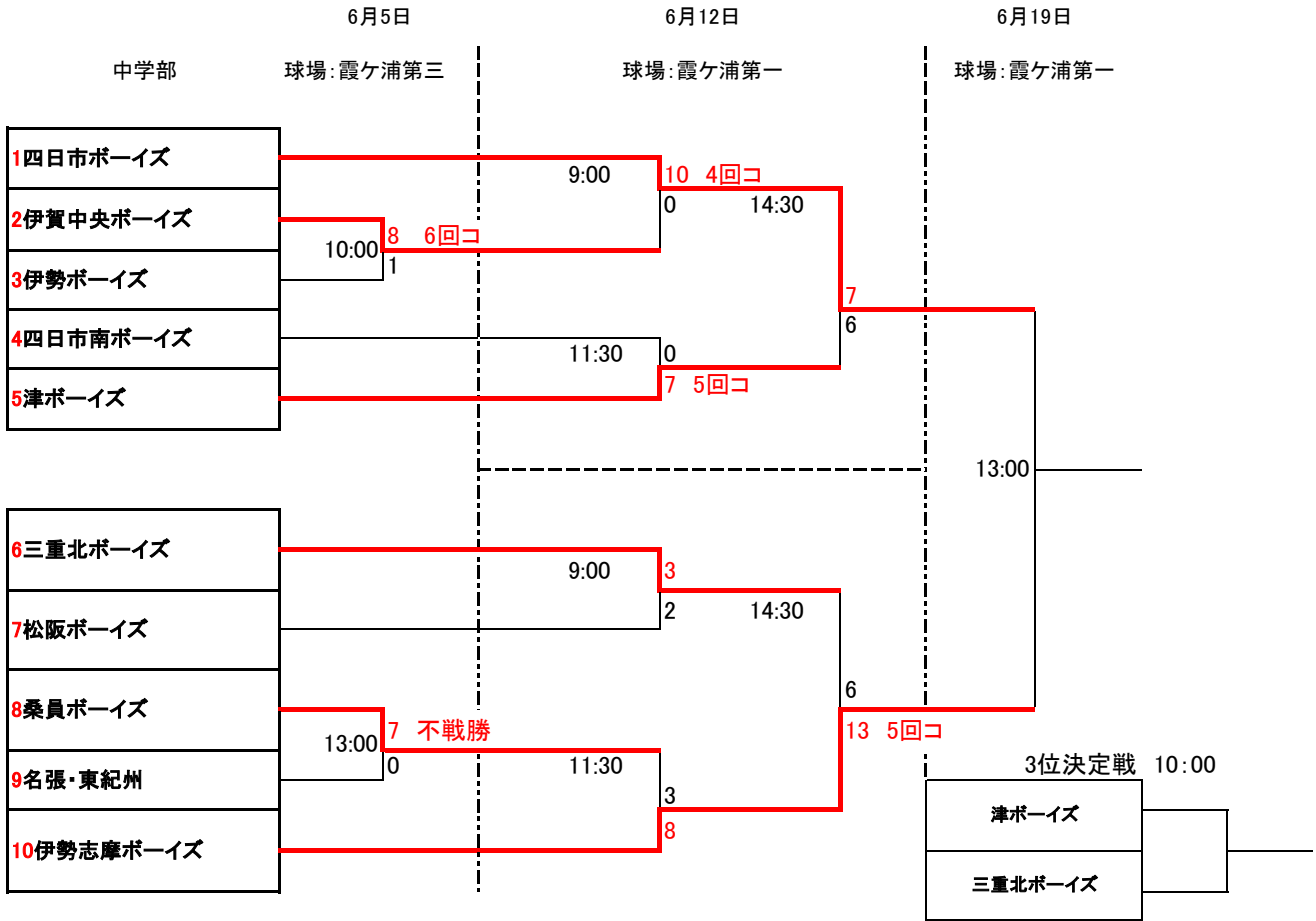 6月5日 6月12日 6月19日
中学部 球場:霞ケ浦第三 球場:霞ケ浦第一 球場:霞ケ浦第一
1四日市ボーイズ
9:00 10 4回コ
2伊賀中央ボーイズ
0 14:30
10:00 8 6回コ
1
3伊勢ボーイズ
7
6
4四日市南ボーイズ
11:30 0
7 5回コ
5津ボーイズ
13:00
6三重北ボーイズ
9:00 3
2 14:30
7松阪ボーイズ
6
8桑員ボーイズ
7 不戦勝 13 5回コ
13:00
0 11:30 3位決定戦 10:00
9名張・東紀州
3
津ボーイズ
8
10伊勢志摩ボーイズ
三重北ボーイズ